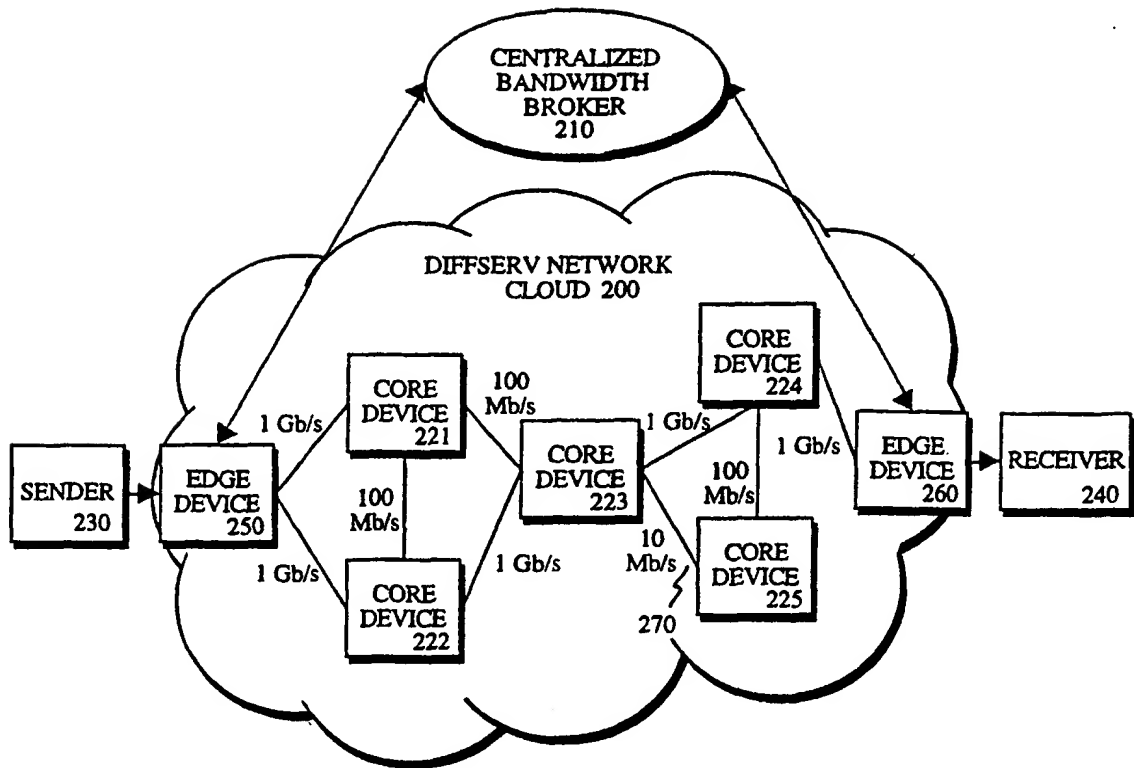 CENTRALIZED
BANDWIDTH
BROKER
210
DIFFSERV NETWORK
CLOUD 200
CORE
DEVICE
224
CORE
DEVICE
221
100
Mb/s
1 Gb/s
1 Gb/s
1 Gb/s
SENDER
230
EDGE
DEVICE
250
CORE
DEVICE
223
EDGE.
DEVICE
260
RECEIVER
240
100
Mb/s
100
Mb/s
1 Gb/s
1 Gb/s
10
Mb/s
CORE
DEVICE
222
CORE
DEVICE
225
270